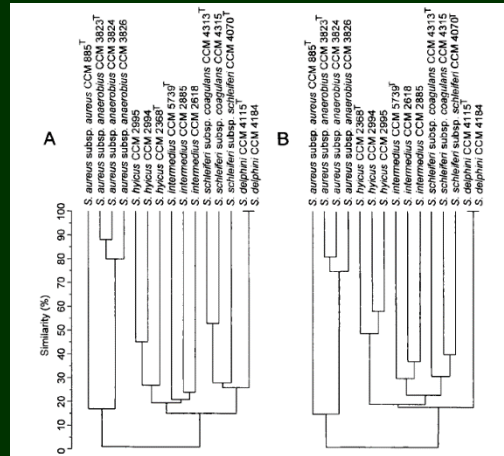 A
S. aureus subsp. aureus CCM 885ᵀ
S. aureus subsp. anaerobius CCM 3823ᵀ
S. aureus subsp. anaerobius CCM 3824
S. aureus subsp. anaerobius CCM 3826
S. hyicus CCM 2995
S. hyicus CCM 2994
S. hyicus CCM 2368ᵀ
S. intermedius CCM 5739ᵀ
S. intermedius CCM 2885
S. intermedius CCM 2618
S. schleiferi subsp. coagulans CCM 4313ᵀ
S. schleiferi subsp. coagulans CCM 4315
S. schleiferi subsp. schleiferi CCM 4070ᵀ
S. delphini CCM 4115ᵀ
S. delphini CCM 4184
Similarity (%)
100
90
80
70
60
50
40
30
20
10
0
B
S. aureus subsp. aureus CCM 885ᵀ
S. aureus subsp. anaerobius CCM 3823ᵀ
S. aureus subsp. anaerobius CCM 3824
S. aureus subsp. anaerobius CCM 3826
S. hyicus CCM 2368ᵀ
S. hyicus CCM 2994
S. hyicus CCM 2995
S. intermedius CCM 5739ᵀ
S. intermedius CCM 2618
S. intermedius CCM 2885
S. schleiferi subsp. coagulans CCM 4313ᵀ
S. schleiferi subsp. coagulans CCM 4315
S. schleiferi subsp. schleiferi CCM 4070ᵀ
S. delphini CCM 4115ᵀ
S. delphini CCM 4184